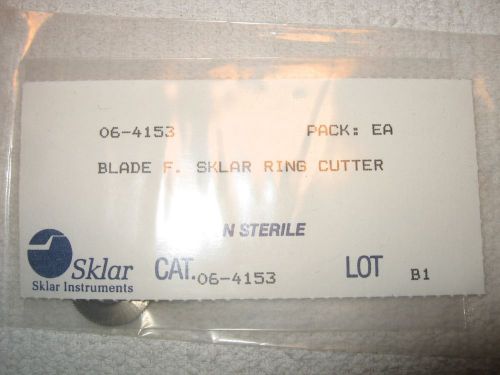 06-4153 PACK: EA
BLADE F. SKLAR RING CUTTER
N STERILE
Sklar
Sklar Instruments
CAT. 06-4153 LOT B1